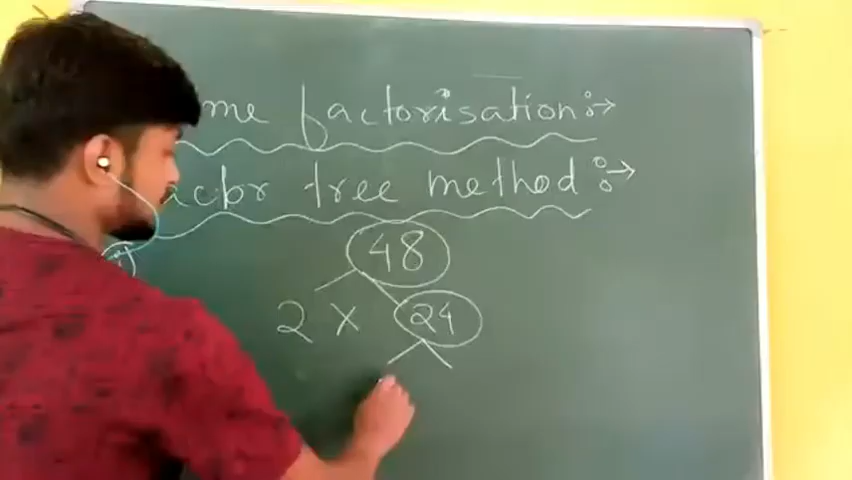 me factorisation:→
actor tree method:→
48
2 × 24